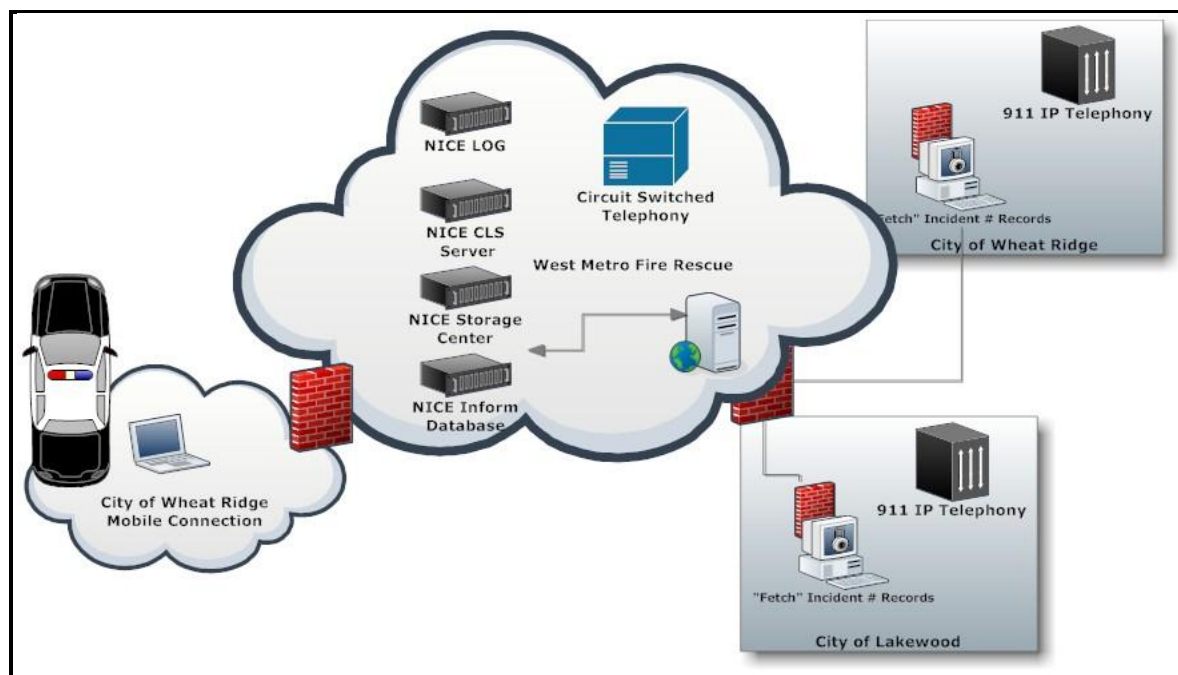 NICE LOG
NICE CLS
Server
NICE Storage
Center
NICE Inform
Database
Circuit Switched
Telephony
West Metro Fire Rescue
City of Wheat Ridge
Mobile Connection
911 IP Telephony
Fetch" Incident # Records
City of Wheat Ridge
911 IP Telephony
"Fetch" Incident # Records
City of Lakewood